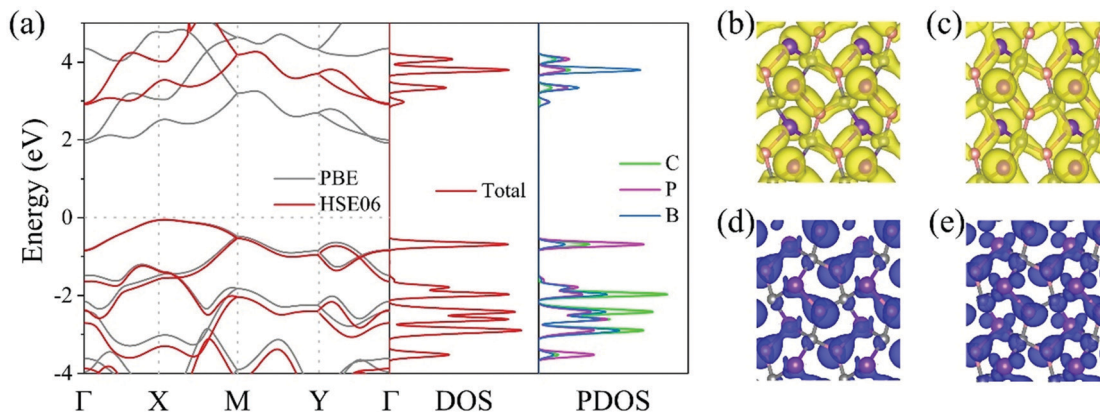 (a)
(b)
(c)
4
2
0
-2
-4
Energy (eV)
PBE
HSE06
Total
C
P
B
(d)
(e)
Γ X M Y Γ DOS PDOS